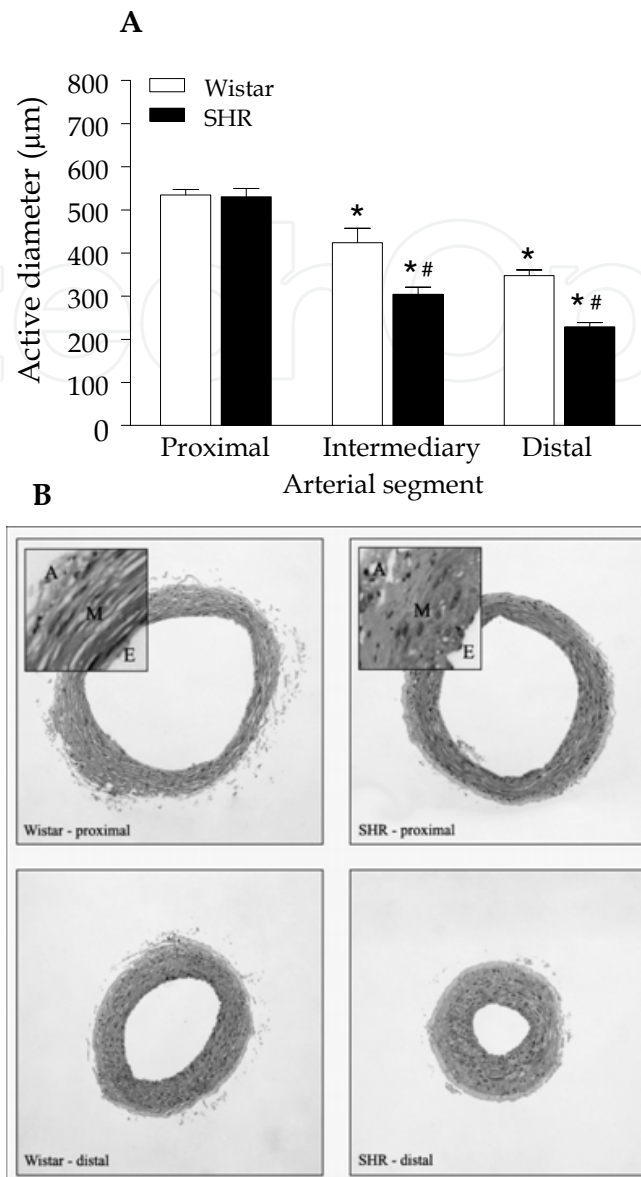 A
Active diameter (µm)
800
700
600
500
400
300
200
100
0
Wistar
SHR
*
* #
*
* #
Proximal Intermediary Distal
Arterial segment
B
A
M
E
Wistar - proximal
A
M
E
SHR - proximal
Wistar - distal
SHR - distal